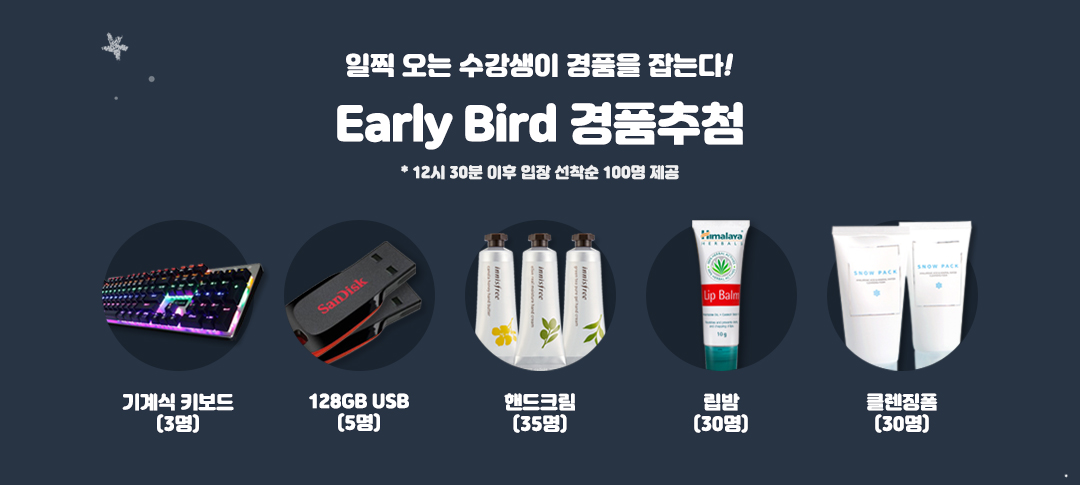 일찍 오는 수강생이 경품을 잡는다!
Early Bird 경품추첨
* 12시 30분 이후 입장 선착순 100명 제공
SanDisk
innisfree
innisfree
innisfree
Himalaya
HERBALS
Lip Balm
10 g
SNOW PACK
SNOW PACK
기계식 키보드
(3명)
128GB USB
(5명)
핸드크림
(35명)
립밤
(30명)
클렌징폼
(30명)